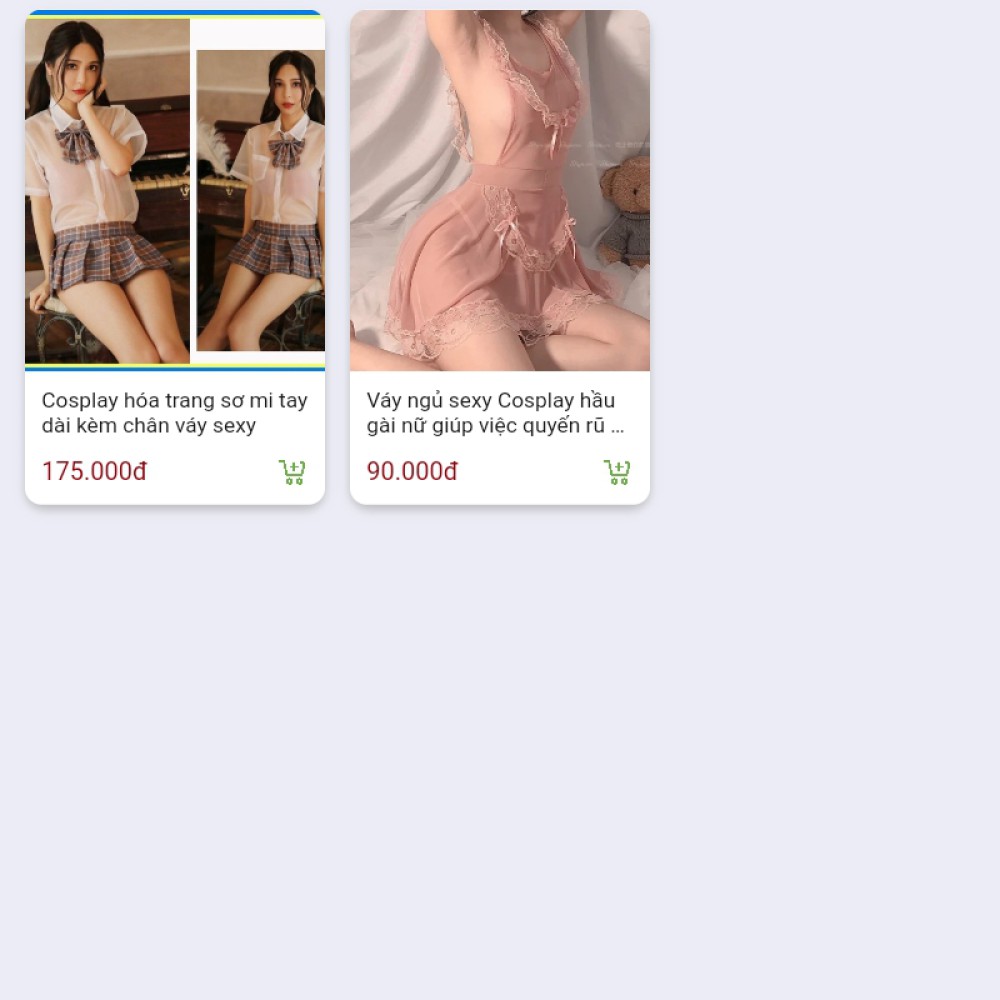 Cosplay hóa trang sơ mi tay
dài kèm chân váy sexy
175.000đ
Váy ngủ sexy Cosplay hầu
gài nữ giúp việc quyến rũ ...
90.000đ